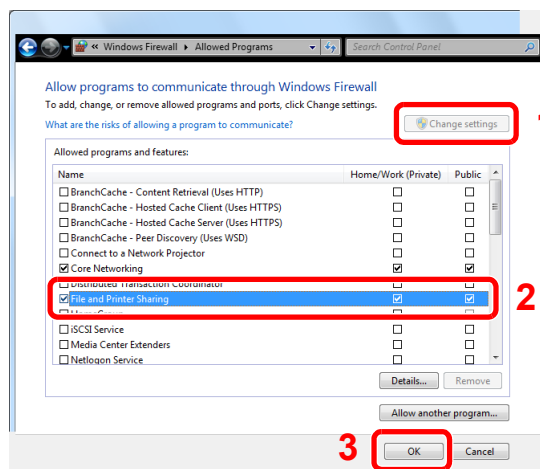 « Windows Firewall ▸ Allowed Programs Search Control Panel
Allow programs to communicate through Windows Firewall
To add, change, or remove allowed programs and ports, click Change settings.
What are the risks of allowing a program to communicate? Change settings
Allowed programs and features:
Name Home/Work (Private) Public
BranchCache - Content Retrieval (Uses HTTP)
BranchCache - Hosted Cache Client (Uses HTTPS)
BranchCache - Hosted Cache Server (Uses HTTPS)
BranchCache - Peer Discovery (Uses WSD)
Connect to a Network Projector
Core Networking
Distributed Transaction Coordinator
File and Printer Sharing 2
HomeGroup
iSCSI Service
Media Center Extenders
Netlogon Service
Details... Remove
Allow another program...
3 OK Cancel